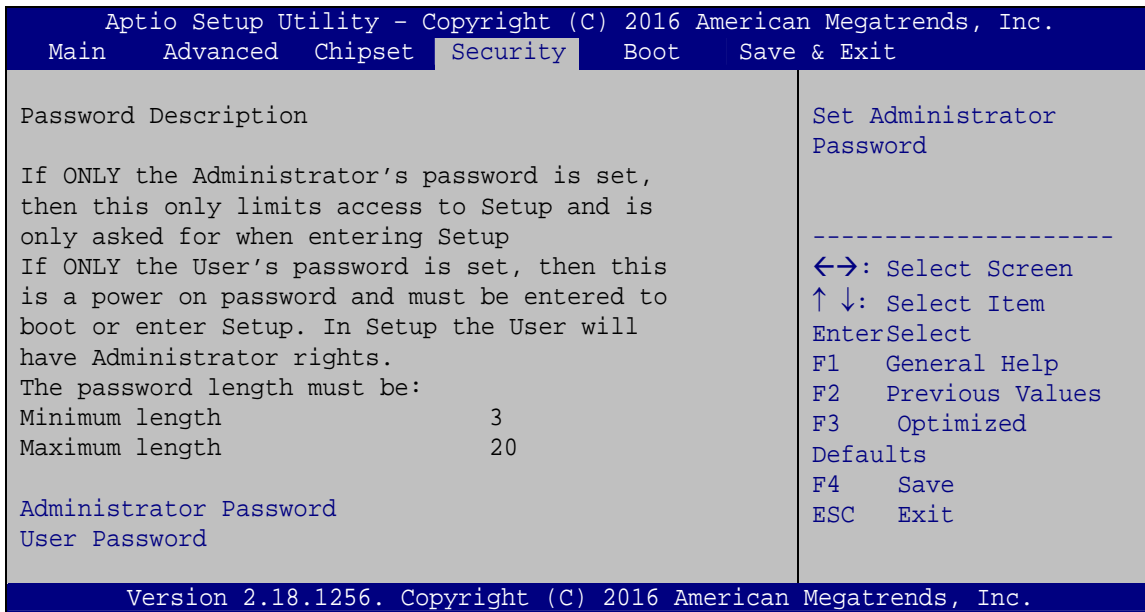 Aptio Setup Utility – Copyright (C) 2016 American Megatrends, Inc.
Main Advanced Chipset Security Boot Save & Exit
Password Description
If ONLY the Administrator's password is set,
then this only limits access to Setup and is
only asked for when entering Setup
If ONLY the User's password is set, then this
is a power on password and must be entered to
boot or enter Setup. In Setup the User will
have Administrator rights.
The password length must be:
Minimum length 3
Maximum length 20
Administrator Password
User Password
Set Administrator
Password
---------------------
←→: Select Screen
↑ ↓: Select Item
EnterSelect
F1 General Help
F2 Previous Values
F3 Optimized
Defaults
F4 Save
ESC Exit
Version 2.18.1256. Copyright (C) 2016 American Megatrends, Inc.